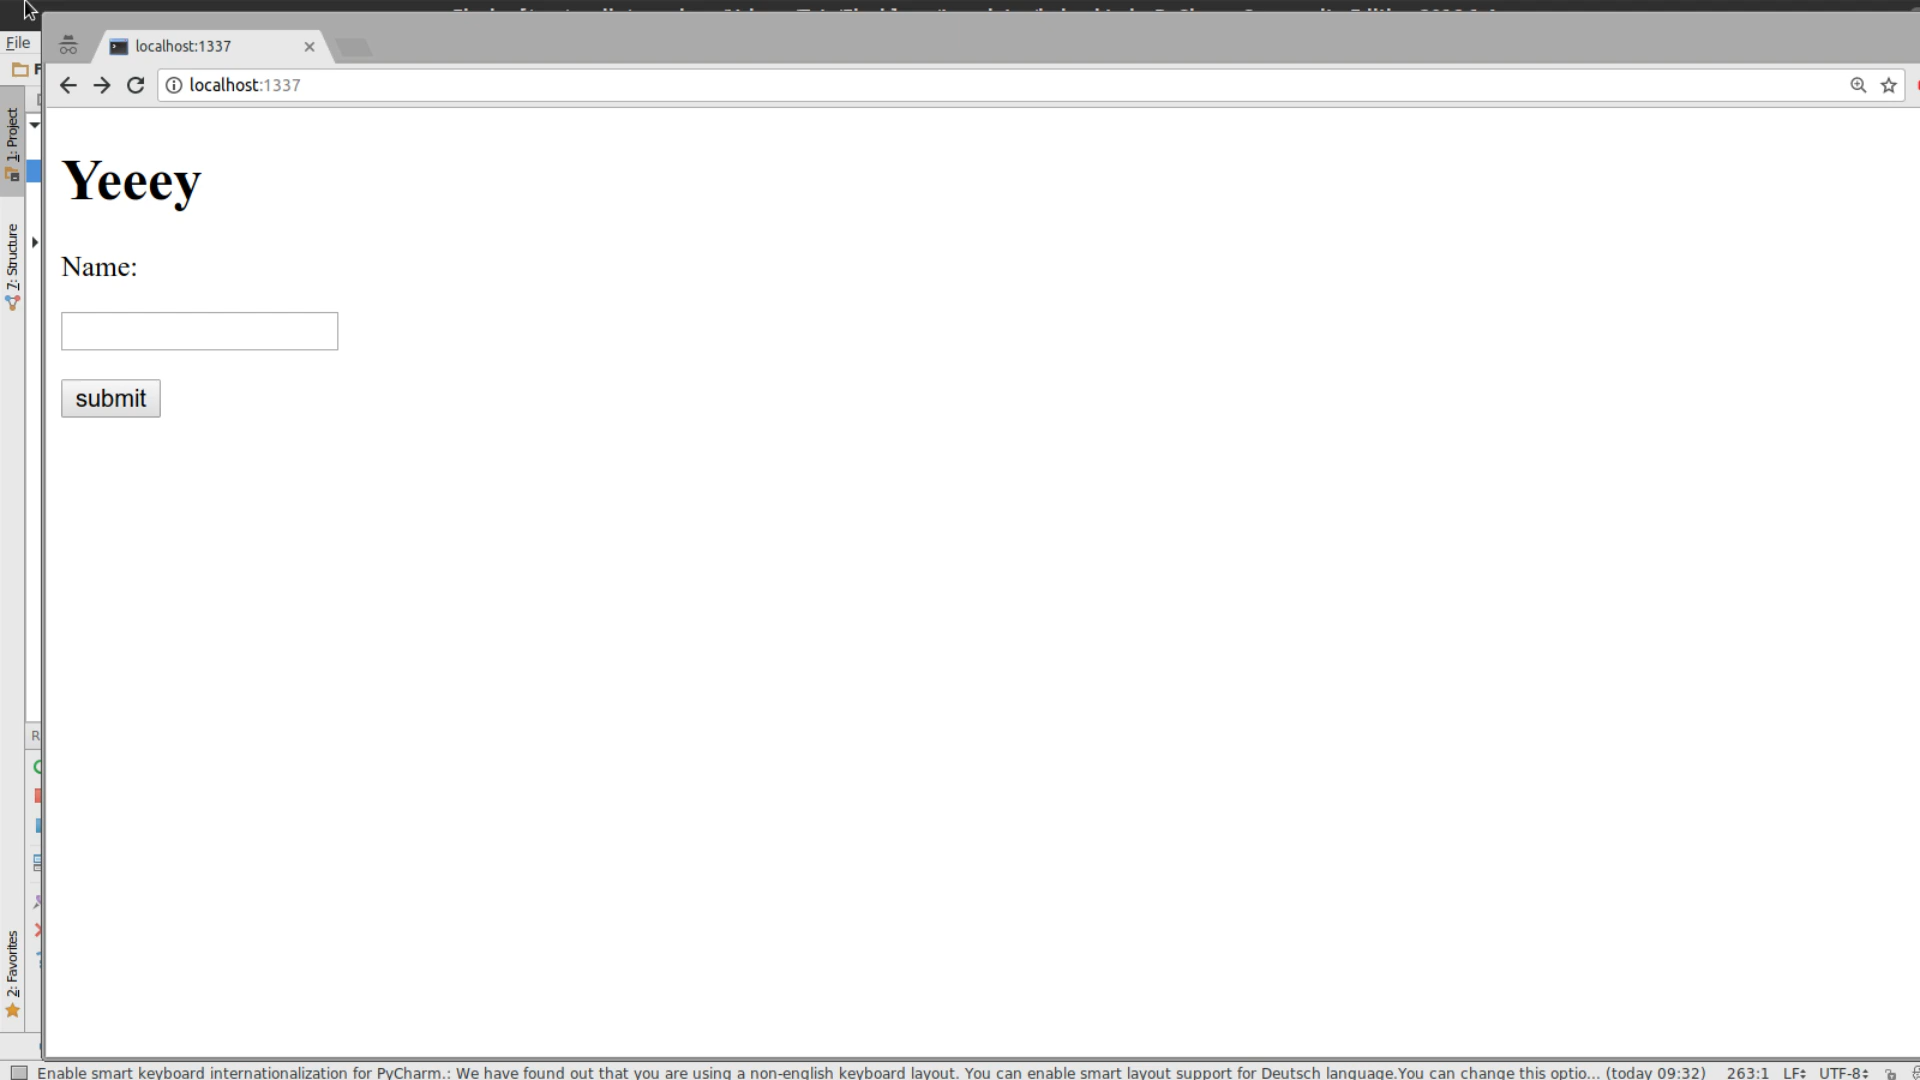 File
localhost:1337
localhost:1337
1: Project
7: Structure
2: Favorites
Yeeey
Name:
submit
Enable smart keyboard internationalization for PyCharm.: We have found out that you are using a non-english keyboard layout. You can enable smart layout support for Deutsch language.You can change this optio... (today 09:32) 263:1 LF UTF-8